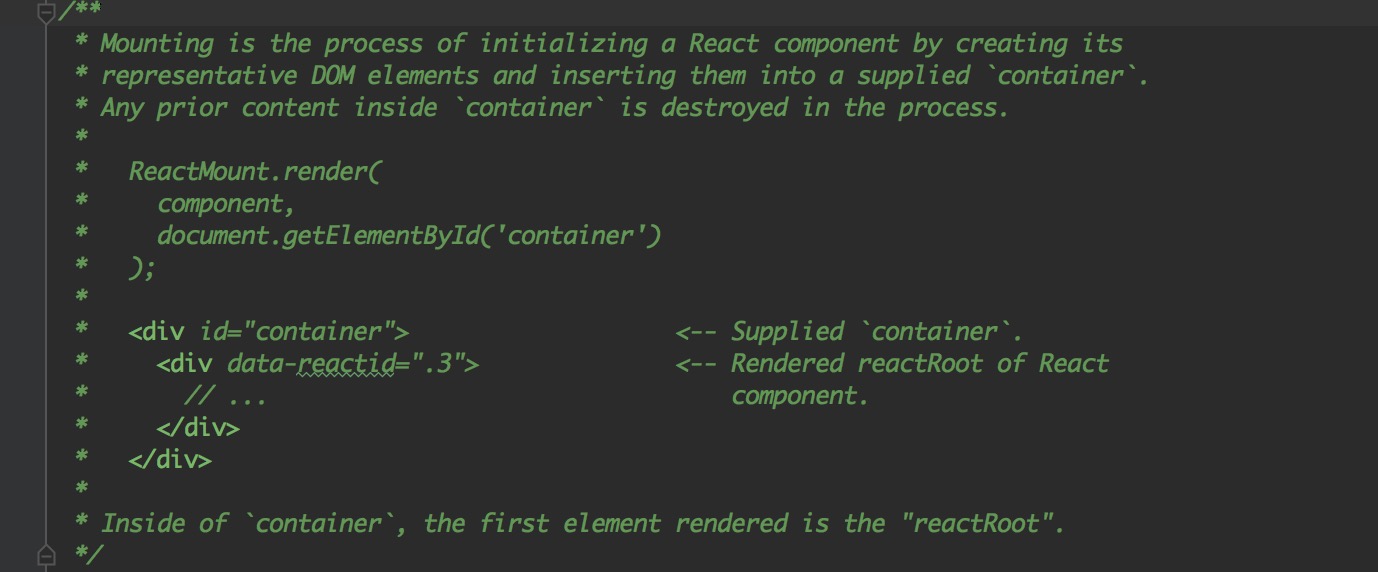 /**
 * Mounting is the process of initializing a React component by creating its
 * representative DOM elements and inserting them into a supplied `container`.
 * Any prior content inside `container` is destroyed in the process.
 *
 *   ReactMount.render(
 *     component,
 *     document.getElementById('container')
 *   );
 *
 *   <div id="container">                   <-- Supplied `container`.
 *     <div data-reactid=".3">              <-- Rendered reactRoot of React
 *       // ...                                 component.
 *     </div>
 *   </div>
 *
 * Inside of `container`, the first element rendered is the "reactRoot".
 */